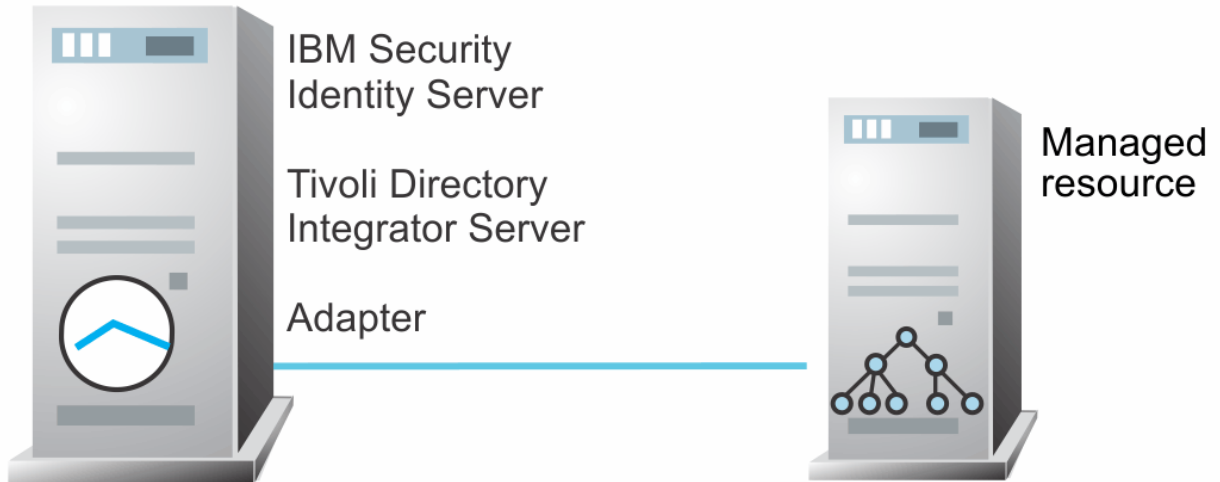 IBM Security
Identity Server
Tivoli Directory
Integrator Server
Adapter
Managed
resource